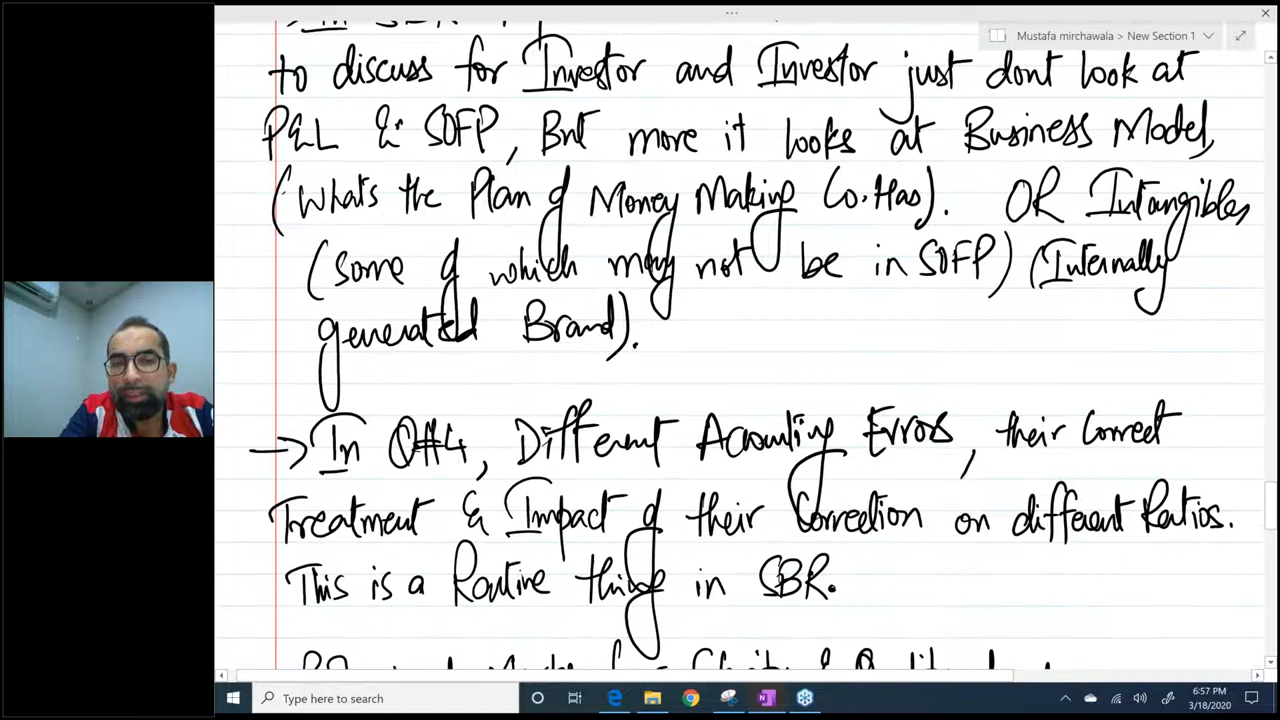 Mustafa mirchawala > New Section 1
In SBR
to discuss for Investor and Investor just dont look at
P&L & SOFP, But more it looks at Business Model,
(Whats the Plan of Money Making Co. Has). OR Intangibles,
(some of which may not be in SOFP) (Internally
generated Brand).
→ In Q#4, Different Accounting Errors, their Correct
Treatment & Impact of their Correction on different Ratios.
This is a Routine thing in SBR.
Type here to search
6:57 PM
3/18/2020